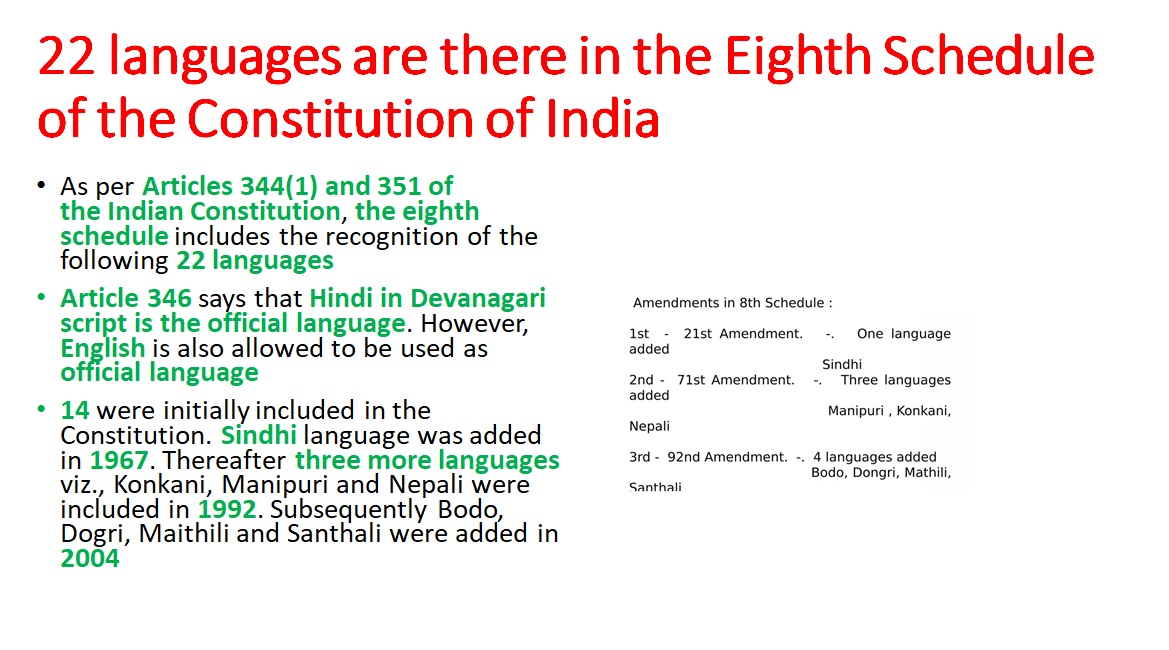 22 languages are there in the Eighth Schedule
of the Constitution of India
• As per Articles 344(1) and 351 of
the Indian Constitution, the eighth
schedule includes the recognition of the
following 22 languages
• Article 346 says that Hindi in Devanagari
script is the official language. However,
English is also allowed to be used as
official language
• 14 were initially included in the
Constitution. Sindhi language was added
in 1967. Thereafter three more languages
viz., Konkani, Manipuri and Nepali were
included in 1992. Subsequently Bodo,
Dogri, Maithili and Santhali were added in
2004
Amendments in 8th Schedule :
1st - 21st Amendment. -. One language
added
Sindhi
2nd - 71st Amendment. -. Three languages
added
Manipuri , Konkani,
Nepali
3rd - 92nd Amendment. -. 4 languages added
Bodo, Dongri, Mathili,
Santhali